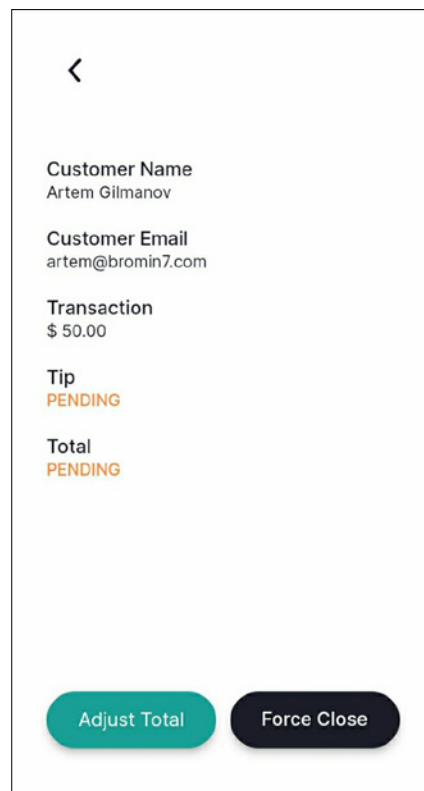 Customer Name
Artem Gilmanov
Customer Email
artem@bromin7.com
Transaction
$ 50.00
Tip
PENDING
Total
PENDING
Adjust Total
Force Close